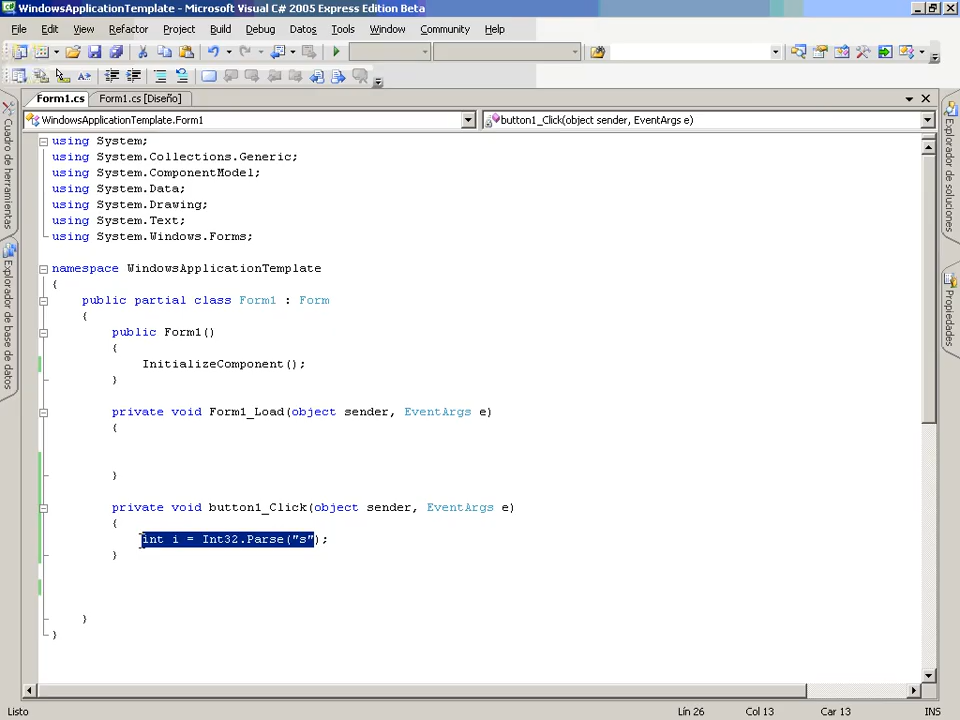 WindowsApplicationTemplate - Microsoft Visual C# 2005 Express Edition Beta
File Edit View Refactor Project Build Debug Datos Tools Window Community Help
Form1.cs Form1.cs [Diseño]
WindowsApplicationTemplate.Form1 button1_Click(object sender, EventArgs e)
Cuadro de herramientas
Explorador de base de datos
using System;
using System.Collections.Generic;
using System.ComponentModel;
using System.Data;
using System.Drawing;
using System.Text;
using System.Windows.Forms;
namespace WindowsApplicationTemplate
{
public partial class Form1 : Form
{
public Form1()
{
InitializeComponent();
}
private void Form1_Load(object sender, EventArgs e)
{
}
private void button1_Click(object sender, EventArgs e)
{
int i = Int32.Parse("s");
}
}
}
Explorador de soluciones
Propiedades
Listo Lín 26 Col 13 Car 13 INS